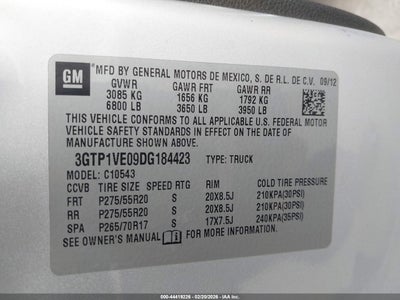 GM
MFD BY GENERAL MOTORS DE MEXICO, S. DE R.L. DE C.V. 09/12
GVWR GAWR FRT GAWR RR
3085 KG 1656 KG 1792 KG
6800 LB 3650 LB 3950 LB
THIS VEHICLE CONFORMS TO ALL APPLICABLE U.S. FEDERAL MOTOR
VEHICLE SAFETY STANDARDS IN EFFECT ON THE DATE OF
MANUFACTURE SHOWN ABOVE.
3GTP1VE09DG184423 TYPE: TRUCK
MODEL: C10543
CCVB TIRE SIZE SPEED RTG RIM COLD TIRE PRESSURE
FRT P275/55R20 S 20X8.5J 210KPA(30PSI)
RR P275/55R20 S 20X8.5J 210KPA(30PSI)
SPA P265/70R17 S 17X7.5J 240KPA(35PSI)
SEE OWNER'S MANUAL FOR MORE INFORMATION.
000-44418226 - 02/20/2026 - IAAI